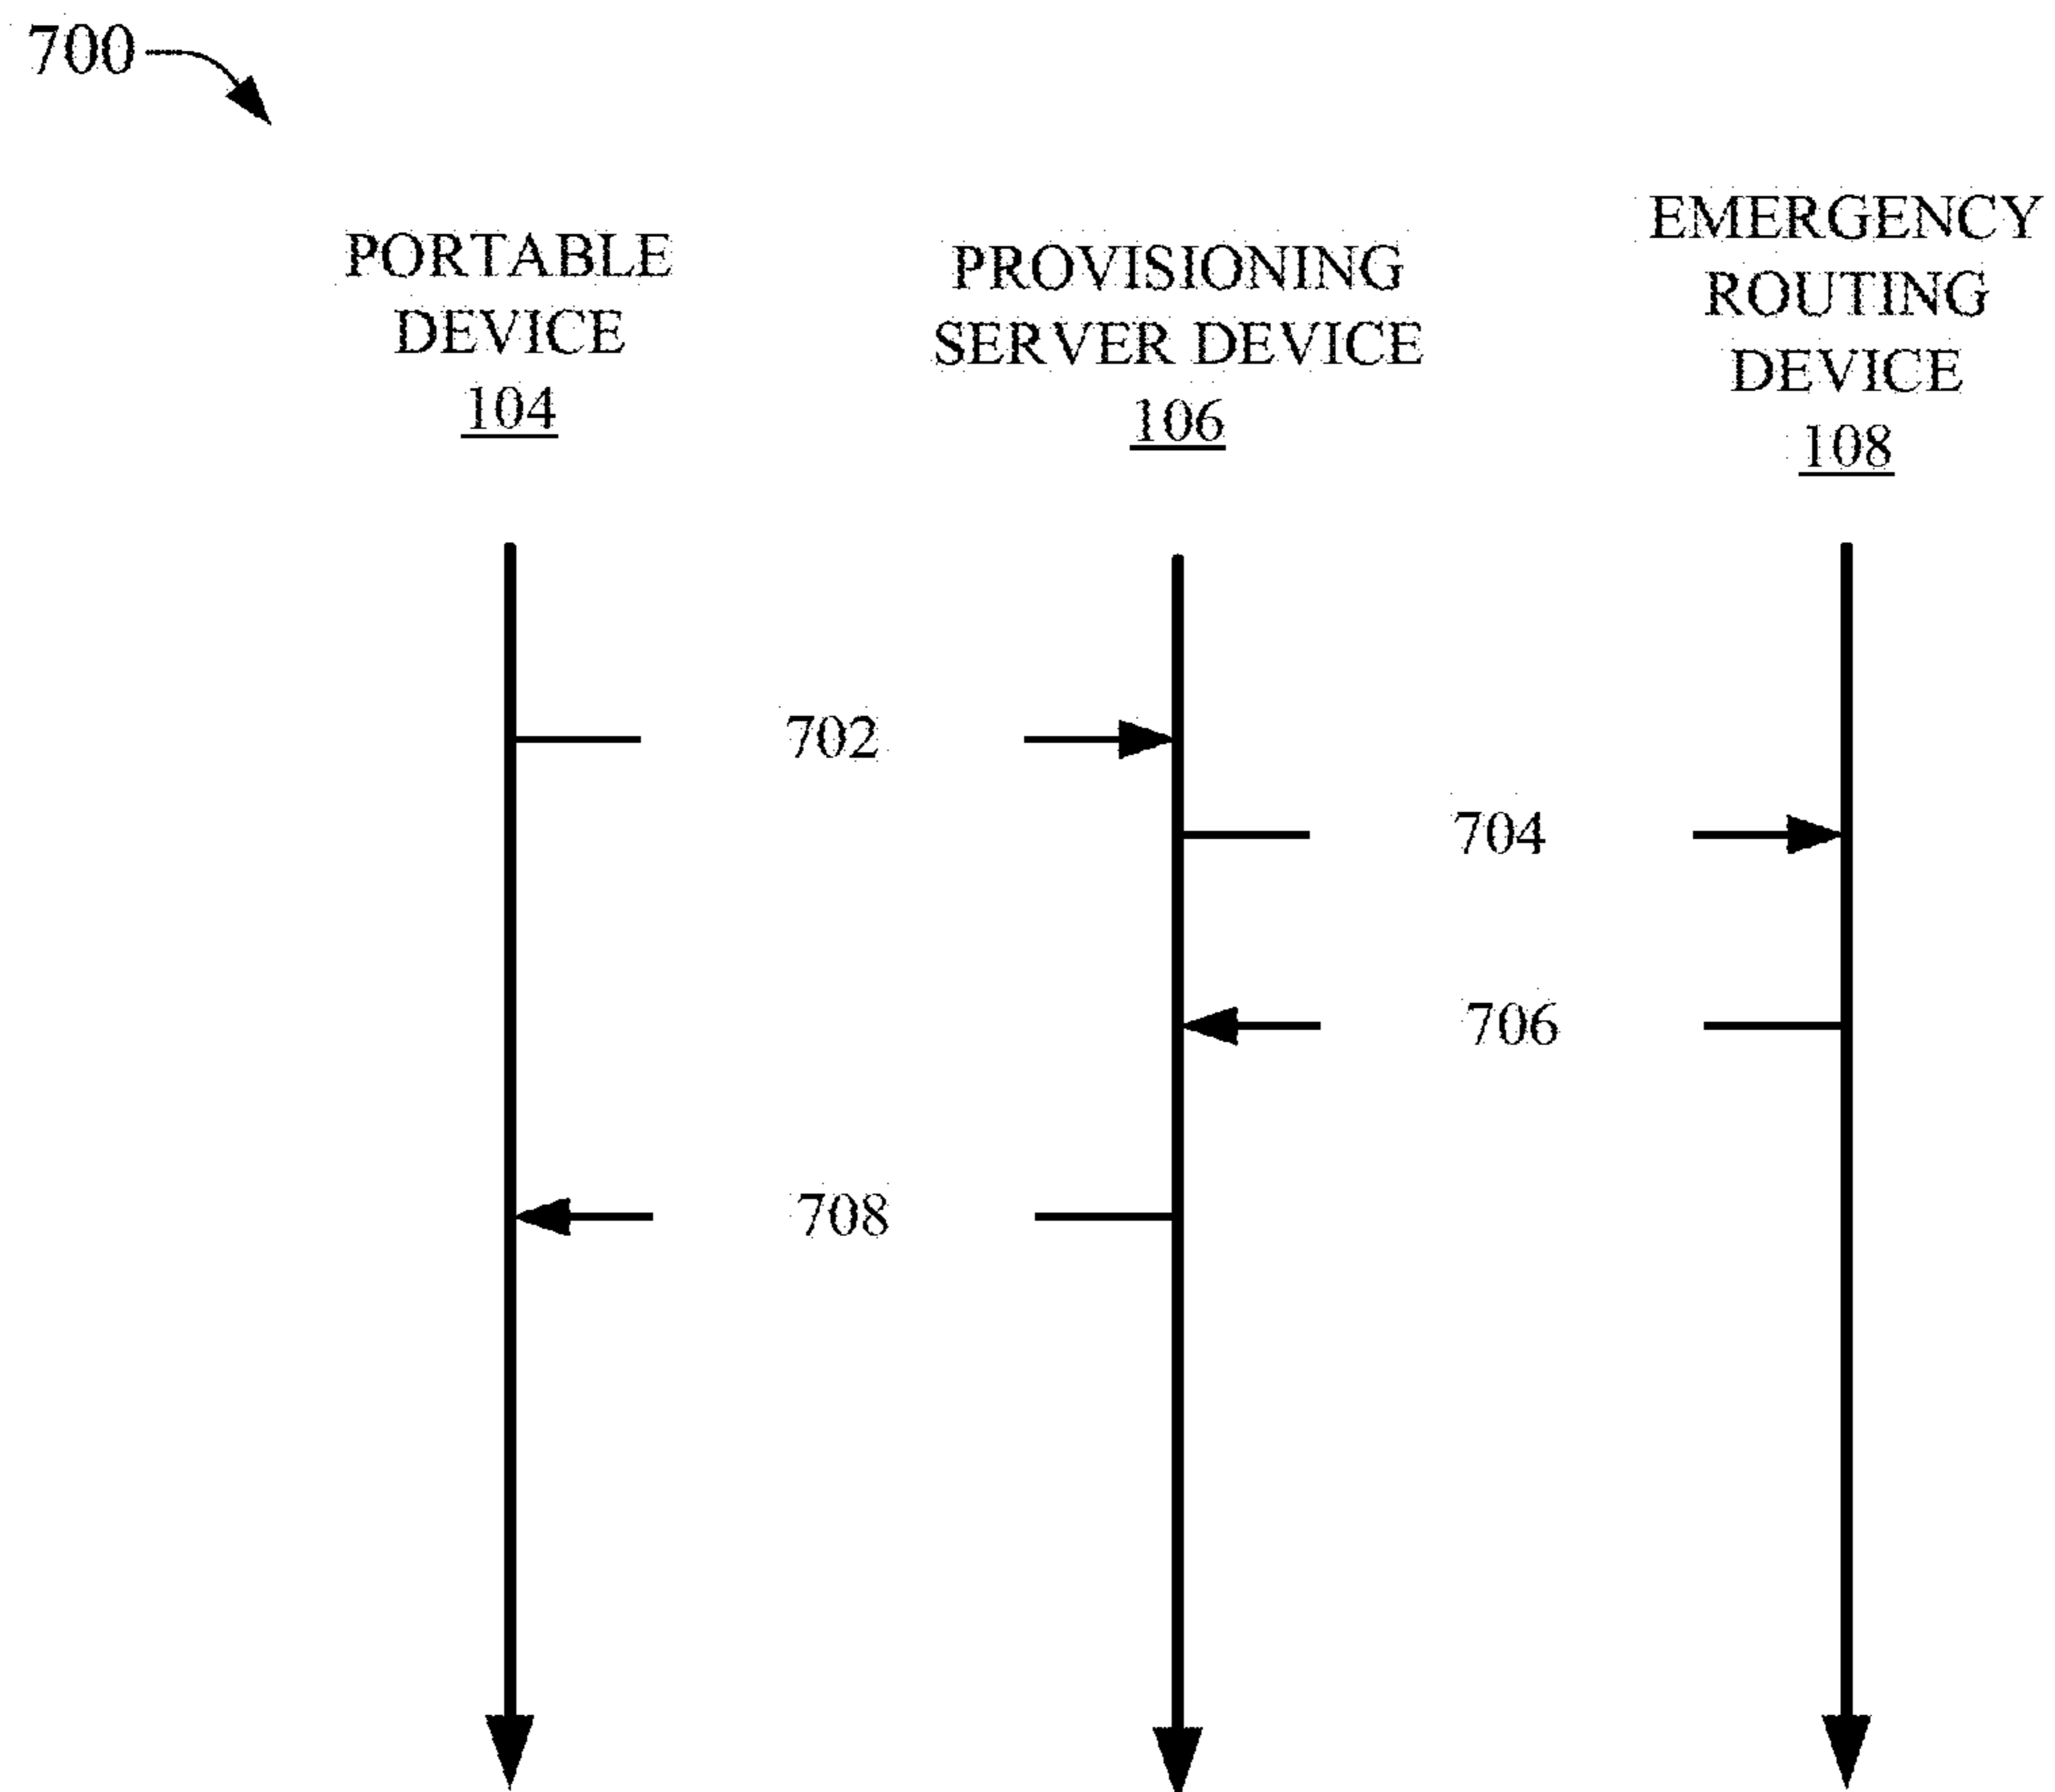 700
PORTABLE
DEVICE
104
PROVISIONING
SERVER DEVICE
106
EMERGENCY
ROUTING
DEVICE
108
702
704
706
708